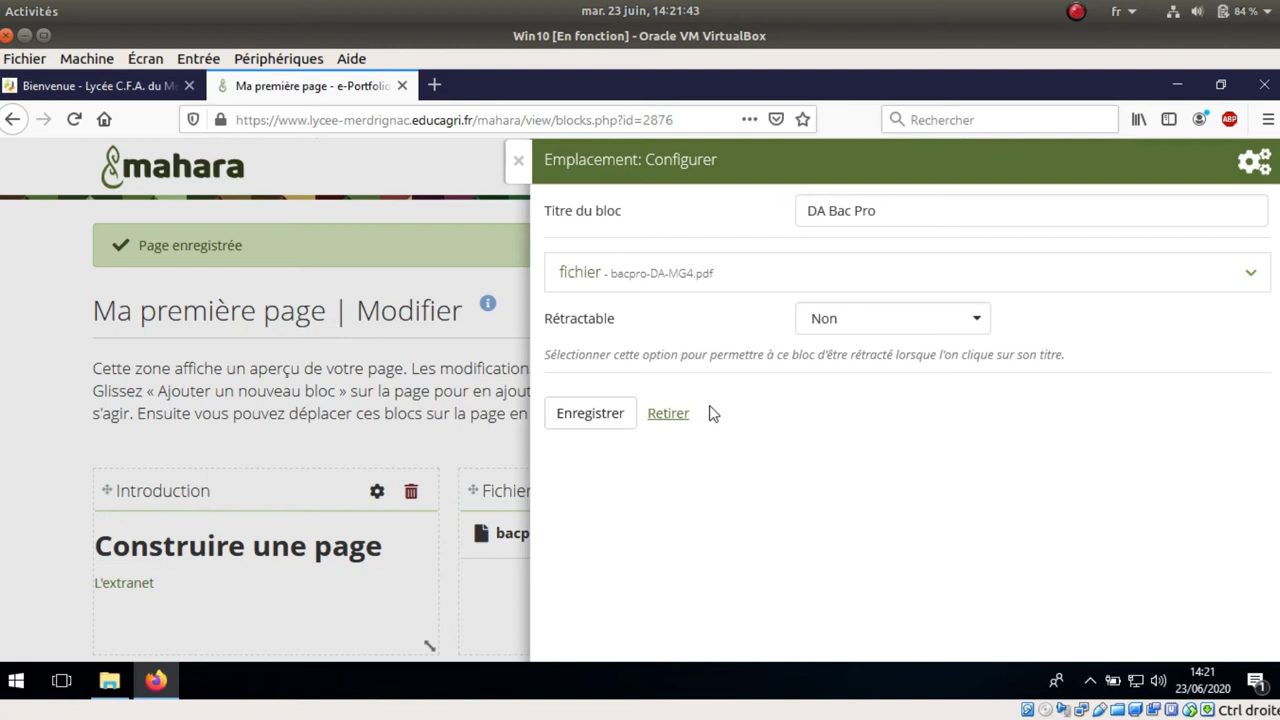 Activités
mar. 23 juin, 14:21:43
fr
84 %
Win10 [En fonction] - Oracle VM VirtualBox
Fichier Machine Écran Entrée Périphériques Aide
Bienvenue - Lycée C.F.A. du Me
Ma première page - e-Portfolio
https://www.lycee-merdrignac.educagri.fr/mahara/view/blocks.php?id=2876
Rechercher
ABP
mahara
Emplacement: Configurer
Titre du bloc
DA Bac Pro
Page enregistrée
fichier - bacpro-DA-MG4.pdf
Ma première page | Modifier
Rétractable
Non
Sélectionner cette option pour permettre à ce bloc d'être rétracté lorsque l'on clique sur son titre.
Cette zone affiche un aperçu de votre page. Les modification
Glissez « Ajouter un nouveau bloc » sur la page pour en ajout
s'agir. Ensuite vous pouvez déplacer ces blocs sur la page en
Enregistrer
Retirer
Introduction
Fichier
Construire une page
bacp
L'extranet
14:21
23/06/2020
1
Ctrl droite